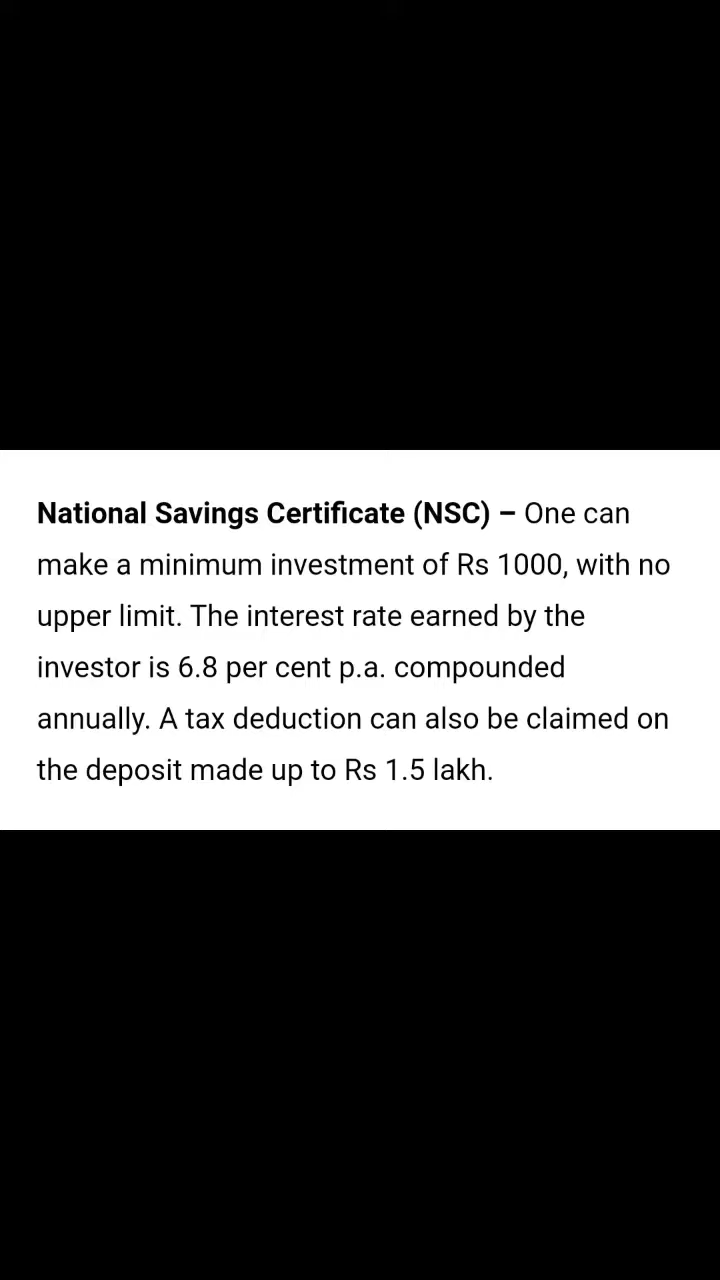 National Savings Certificate (NSC) – One can
make a minimum investment of Rs 1000, with no
upper limit. The interest rate earned by the
investor is 6.8 per cent p.a. compounded
annually. A tax deduction can also be claimed on
the deposit made up to Rs 1.5 lakh.